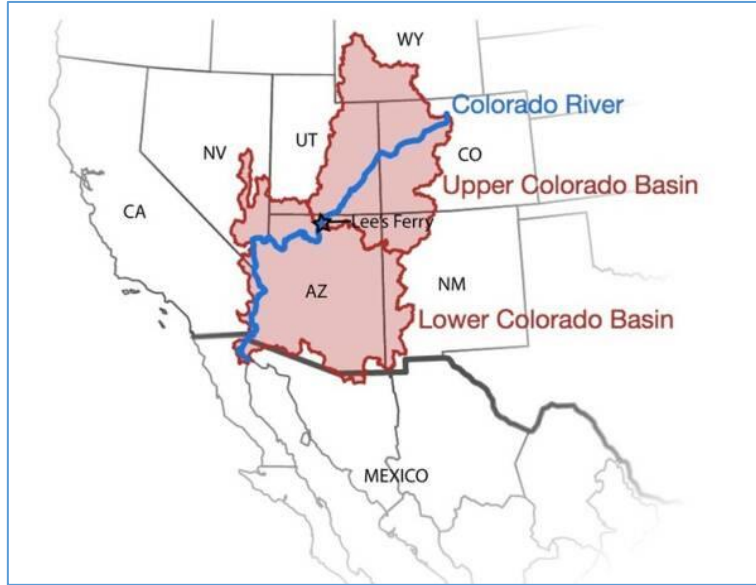 WY
Colorado River
UT
NV
CO
Upper Colorado Basin
CA
Lee's Ferry
AZ
NM
Lower Colorado Basin
MEXICO